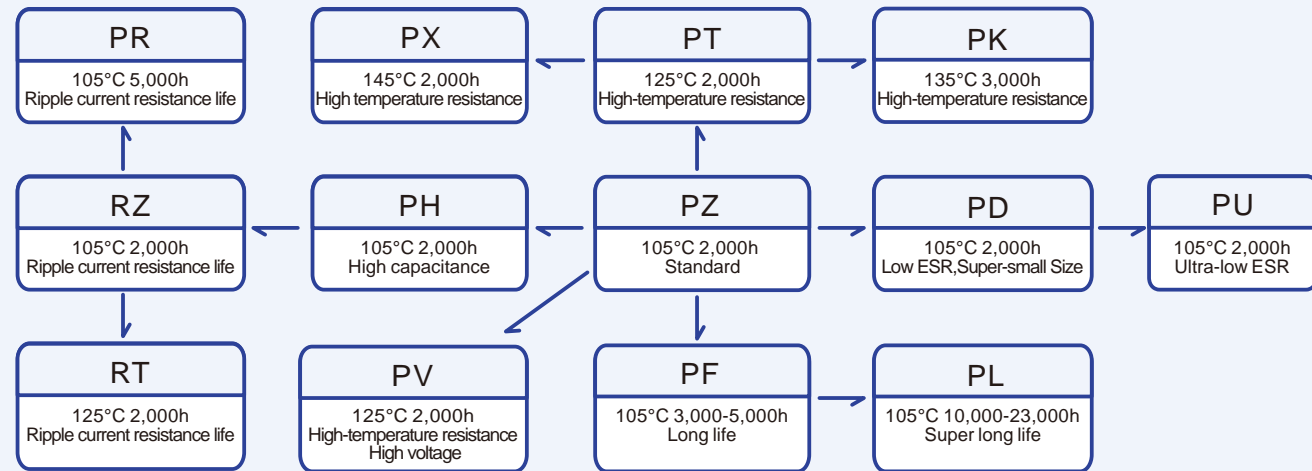 PR
105°C 5,000h
Ripple current resistance life
PX
145°C 2,000h
High temperature resistance
PT
125°C 2,000h
High-temperature resistance
PK
135°C 3,000h
High-temperature resistance
RZ
105°C 2,000h
Ripple current resistance life
PH
105°C 2,000h
High capacitance
PZ
105°C 2,000h
Standard
PD
105°C 2,000h
Low ESR,Super-small Size
PU
105°C 2,000h
Ultra-low ESR
RT
125°C 2,000h
Ripple current resistance life
PV
125°C 2,000h
High-temperature resistance
High voltage
PF
105°C 3,000-5,000h
Long life
PL
105°C 10,000-23,000h
Super long life